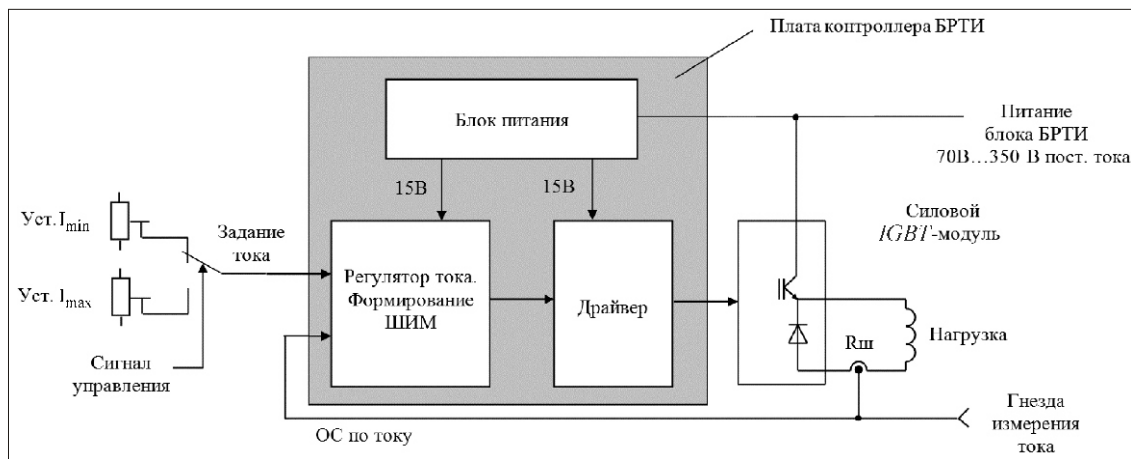 Плата контроллера БРТИ
Блок питания
Питание
блока БРТИ
70В…350 В пост. тока
15В
15В
Уст. Imin
Задание
тока
Силовой
IGBT-модуль
Уст. Imax
Регулятор тока.
Формирование
ШИМ
Драйвер
Rш
Нагрузка
Сигнал
управления
ОС по току
Гнезда
измерения
тока